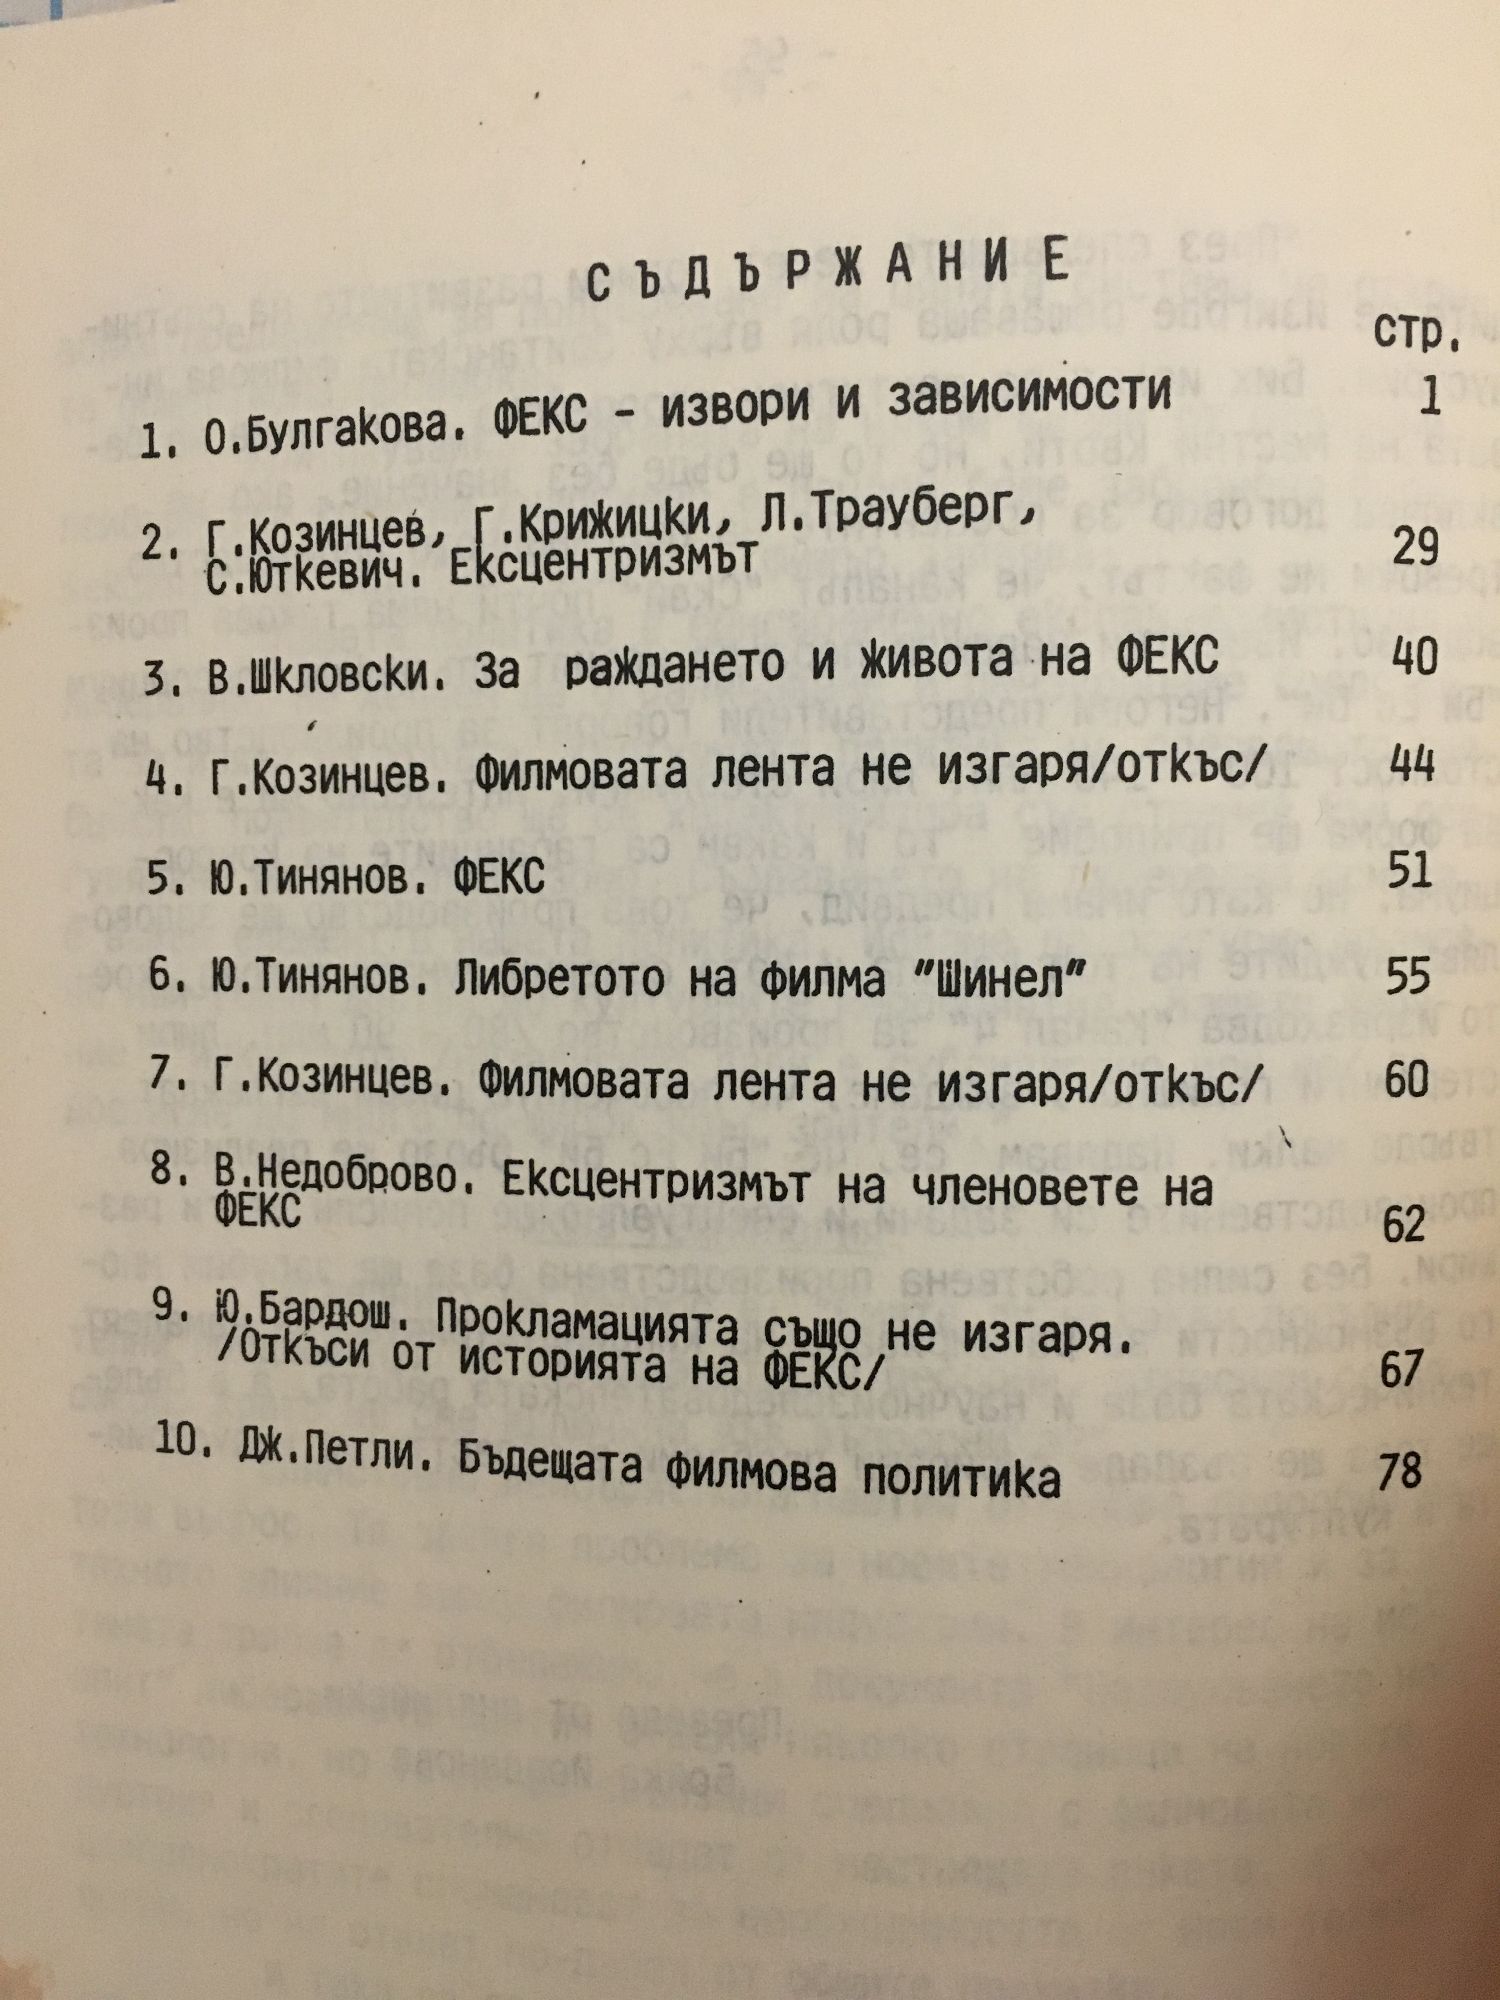 СЪДЪРЖАНИЕ
стр.
1. О.Булгакова. ФЕКС - извори и зависимости 1
2. Г.Козинцев, Г.Крижицки, Л.Трауберг,
С.Юткевич. Ексцентризмът 29
3. В.Шкловски. За раждането и живота на ФЕКС 40
4. Г.Козинцев. Филмовата лента не изгаря/откъс/ 44
5. Ю.Тинянов. ФЕКС 51
6. Ю.Тинянов. Либретото на филма "Шинел" 55
7. Г.Козинцев. Филмовата лента не изгаря/откъс/ 60
8. В.Недоброво. Ексцентризмът на членовете на
ФЕКС 62
9. Ю.Бардош. Прокламацията също не изгаря.
/Откъси от историята на ФЕКС/ 67
10. Дж.Петли. Бъдещата филмова политика 78